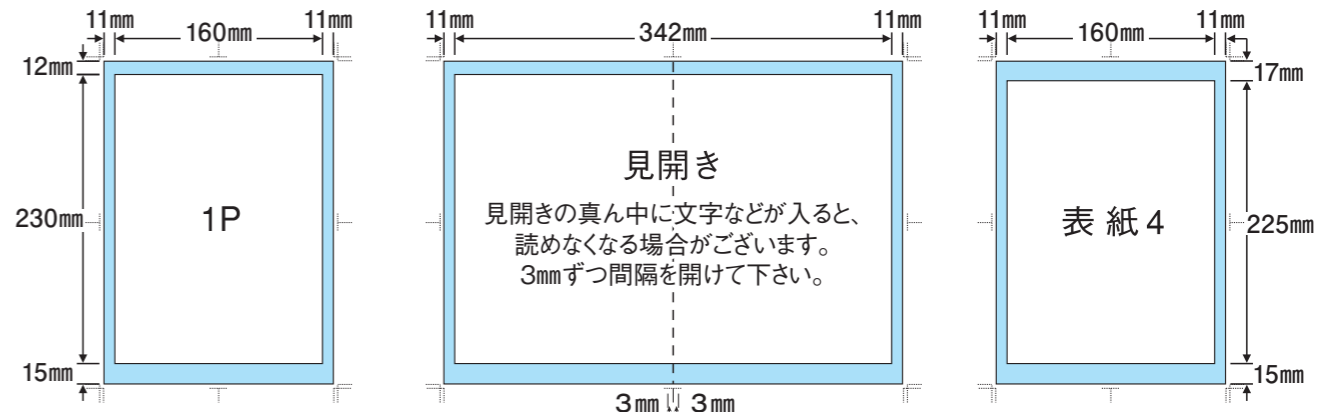 11㎜
160㎜
11㎜
12㎜
230㎜
15㎜
1P
11㎜
342㎜
11㎜
見開き
見開きの真ん中に文字などが入ると、
読めなくなる場合がございます。
3㎜ずつ間隔を開けて下さい。
3㎜ 3㎜
11㎜
160㎜
11㎜
17㎜
表紙4
225㎜
15㎜